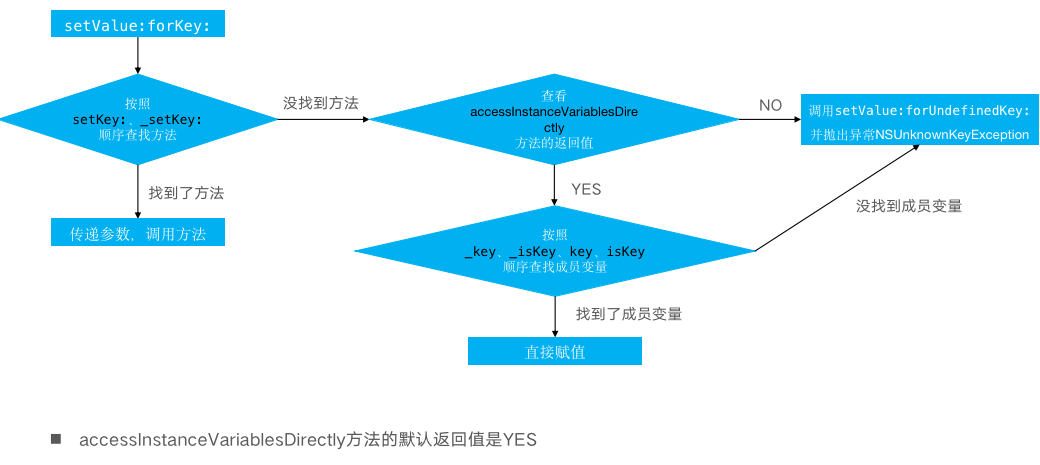 setValue:forKey:
按照
setKey:、_setKey:
顺序查找方法
没找到方法
查看
accessInstanceVariablesDire
ctly
方法的返回值
NO
调用setValue:forUndefinedKey:
并抛出异常NSUnknownKeyException
找到了方法
YES
没找到成员变量
传递参数，调用方法
按照
_key、_isKey、key、isKey
顺序查找成员变量
找到了成员变量
直接赋值
■ accessInstanceVariablesDirectly方法的默认返回值是YES